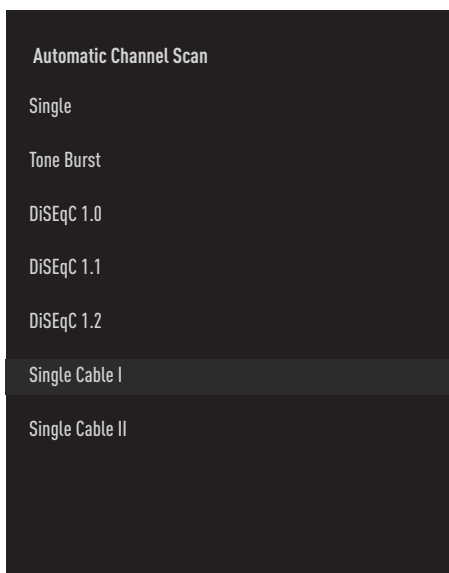 Automatic Channel Scan
Single
Tone Burst
DiSEqC 1.0
DiSEqC 1.1
DiSEqC 1.2
Single Cable I
Single Cable II